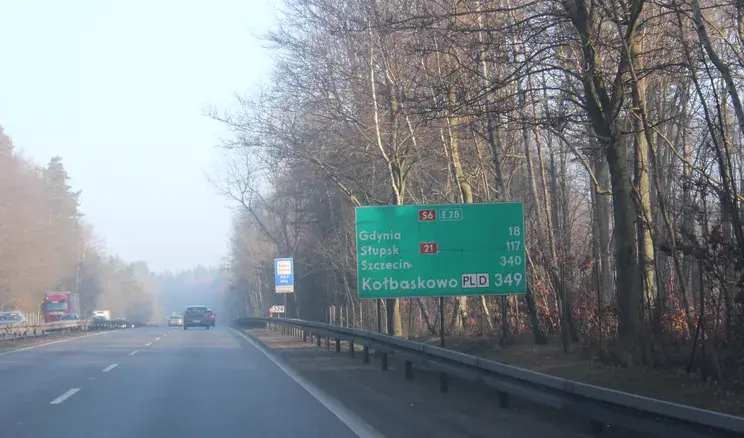 S6 E28
Gdynia 18
Słupsk 21 117
Szczecin 340
Kołbaskowo PL D 349